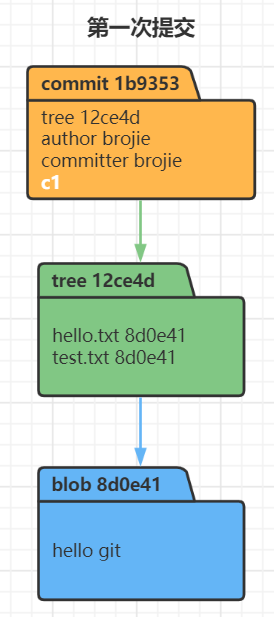 第一次提交
commit 1b9353
tree 12ce4d
author brojie
committer brojie
c1
tree 12ce4d
hello.txt 8d0e41
test.txt 8d0e41
blob 8d0e41
hello git